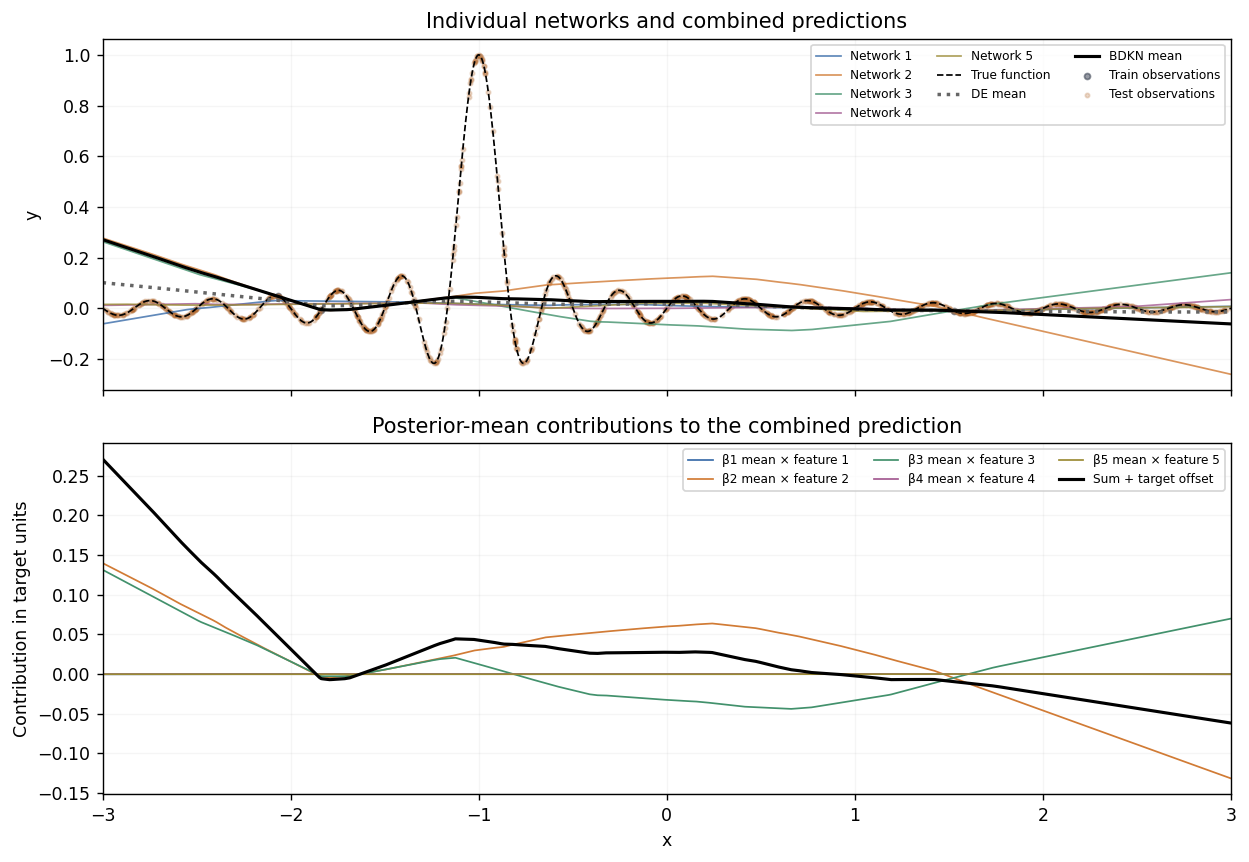 Individual networks and combined predictions
1.0
0.8
0.6
0.4
0.2
0.0
−0.2
y
Network 1
Network 2
Network 3
Network 4
Network 5
True function
DE mean
BDKN mean
Train observations
Test observations
Posterior-mean contributions to the combined prediction
0.25
0.20
0.15
0.10
0.05
0.00
−0.05
−0.10
−0.15
Contribution in target units
β1 mean × feature 1
β2 mean × feature 2
β3 mean × feature 3
β4 mean × feature 4
β5 mean × feature 5
Sum + target offset
−3 −2 −1 0 1 2 3
x